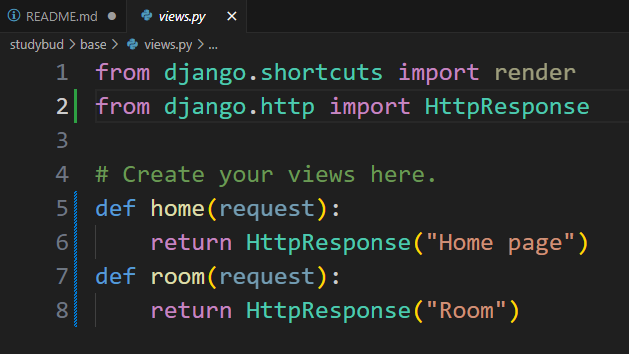 README.md views.py
studybud > base > views.py > ...
1 from django.shortcuts import render
2 from django.http import HttpResponse
3
4 # Create your views here.
5 def home(request):
6     return HttpResponse("Home page")
7 def room(request):
8     return HttpResponse("Room")